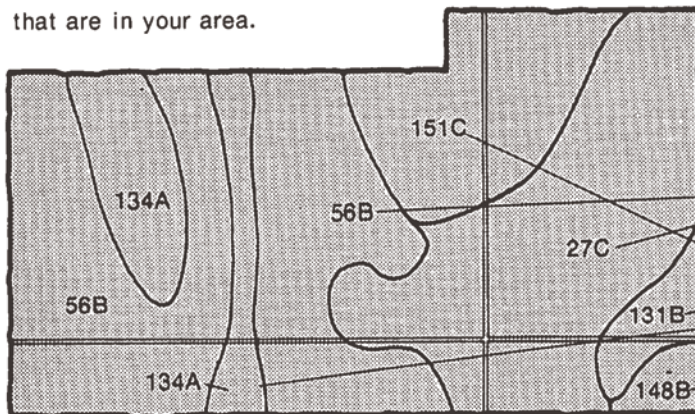 that are in your area.
151C
134A
56B
27C
56B
131B
134A
148B